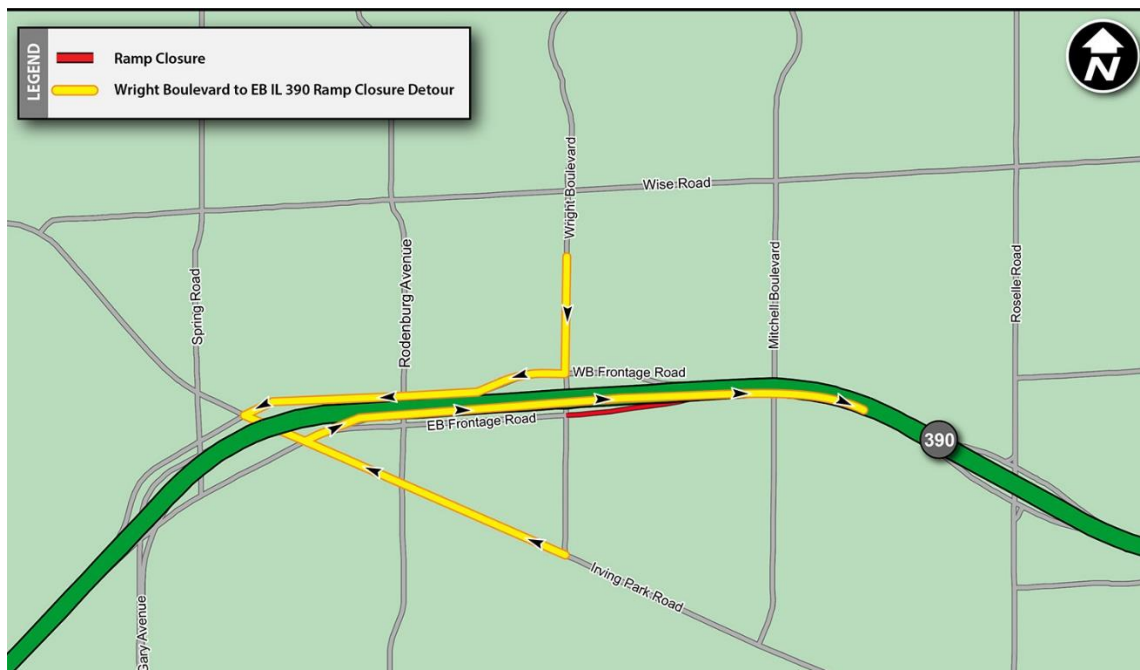 LEGEND
Ramp Closure
Wright Boulevard to EB IL 390 Ramp Closure Detour
N
Wise Road
Wright Boulevard
Spring Road
Rodenburg Avenue
Mitchell Boulevard
Roselle Road
WB Frontage Road
EB Frontage Road
390
Irving Park Road
Gary Avenue